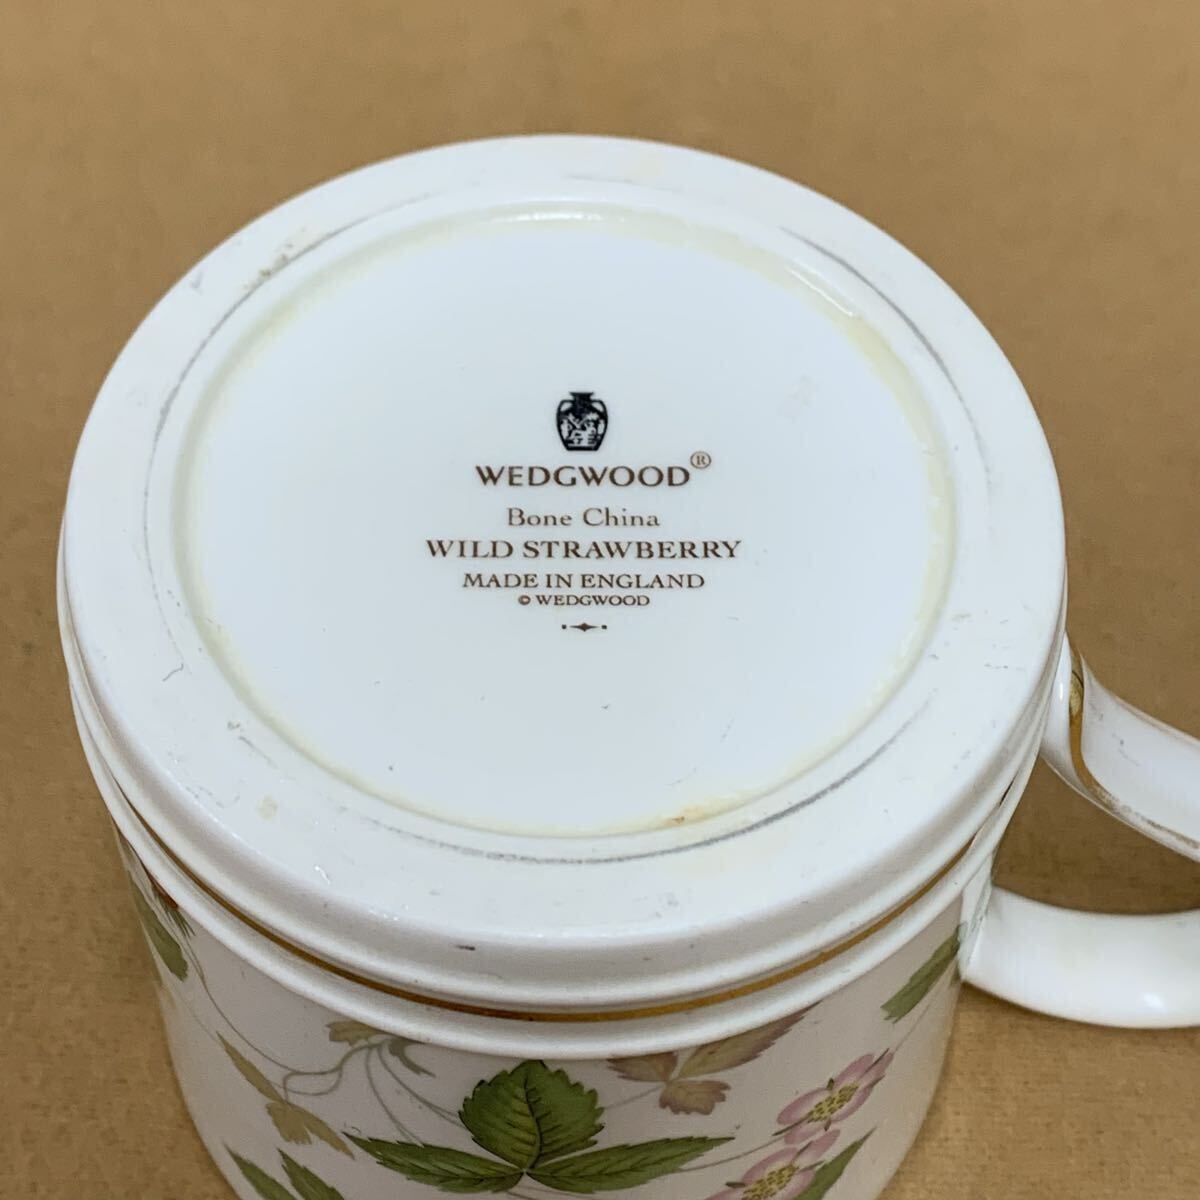 WEDGWOOD®
Bone China
WILD STRAWBERRY
MADE IN ENGLAND
© WEDGWOOD